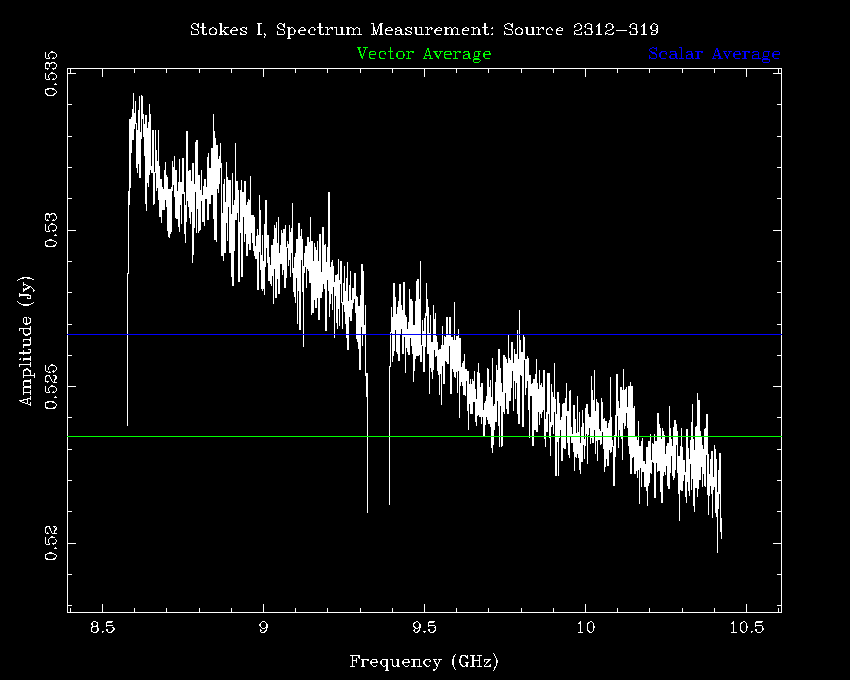 Stokes I, Spectrum Measurement: Source 2312-319
Vector Average
Scalar Average
Amplitude (Jy)
0.535
0.53
0.525
0.52
8.5
9
9.5
10
10.5
Frequency (GHz)